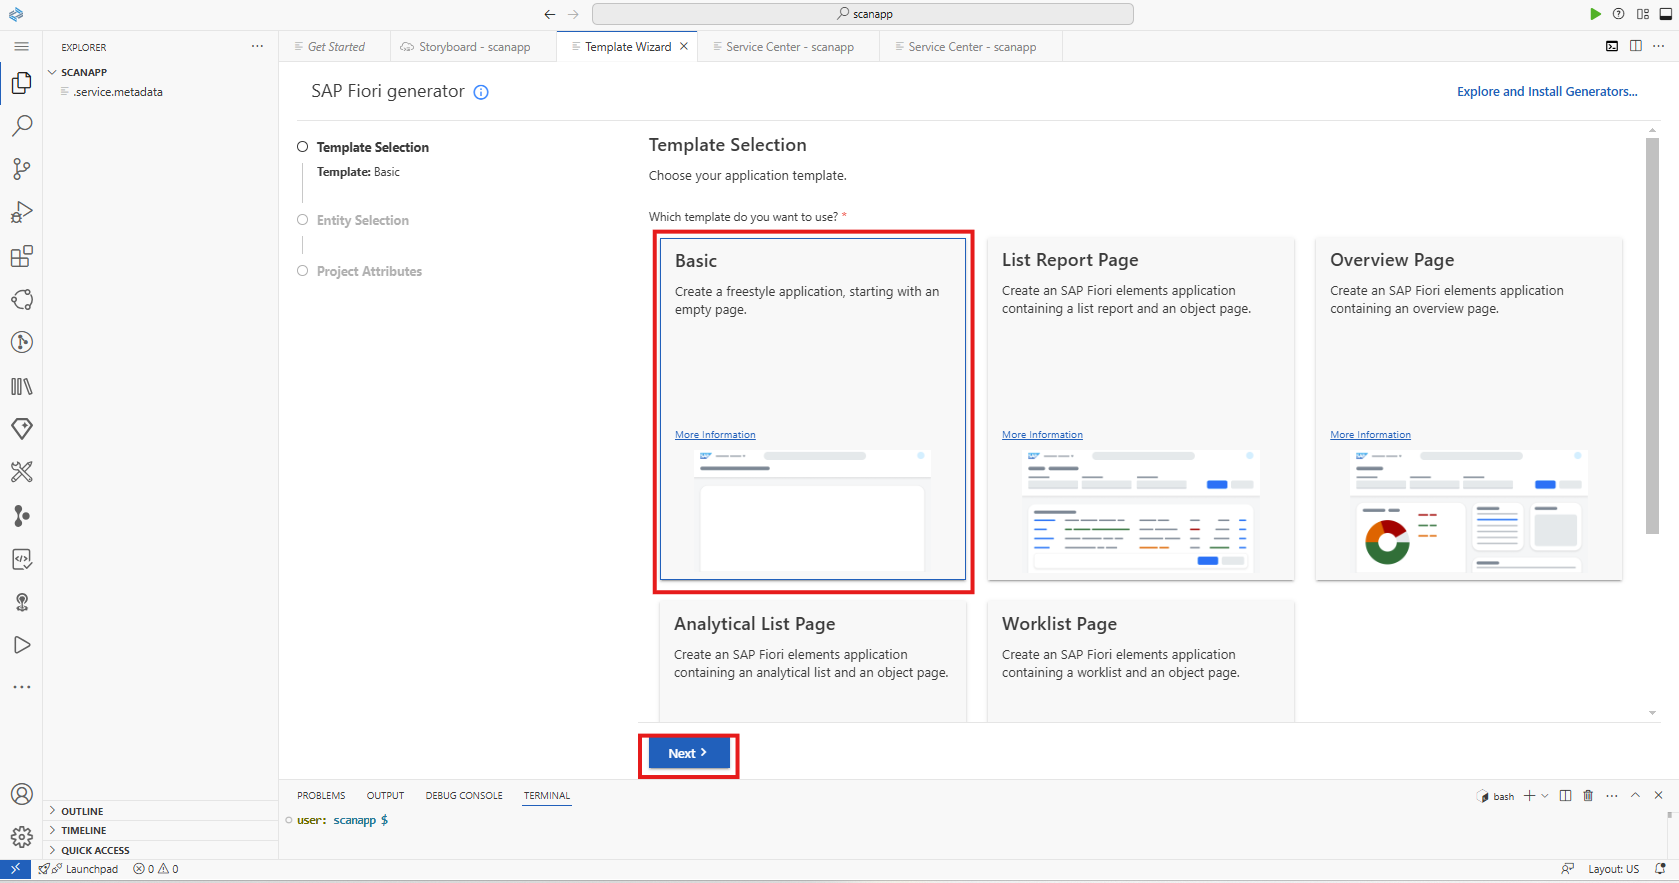 scanapp
EXPLORER
Get Started
Storyboard - scanapp
Template Wizard
Service Center - scanapp
Service Center - scanapp
SCANAPP
.service.metadata
SAP Fiori generator
Explore and Install Generators...
Template Selection
Template: Basic
Entity Selection
Project Attributes
Template Selection
Choose your application template.
Which template do you want to use? *
Basic
Create a freestyle application, starting with an
empty page.
More Information
List Report Page
Create an SAP Fiori elements application
containing a list report and an object page.
More Information
Overview Page
Create an SAP Fiori elements application
containing an overview page.
More Information
Analytical List Page
Create an SAP Fiori elements application
containing an analytical list and an object page.
Worklist Page
Create an SAP Fiori elements application
containing a worklist and an object page.
Next
PROBLEMS
OUTPUT
DEBUG CONSOLE
TERMINAL
bash
user: scanapp $
OUTLINE
TIMELINE
QUICK ACCESS
Launchpad
0
0
Layout: US